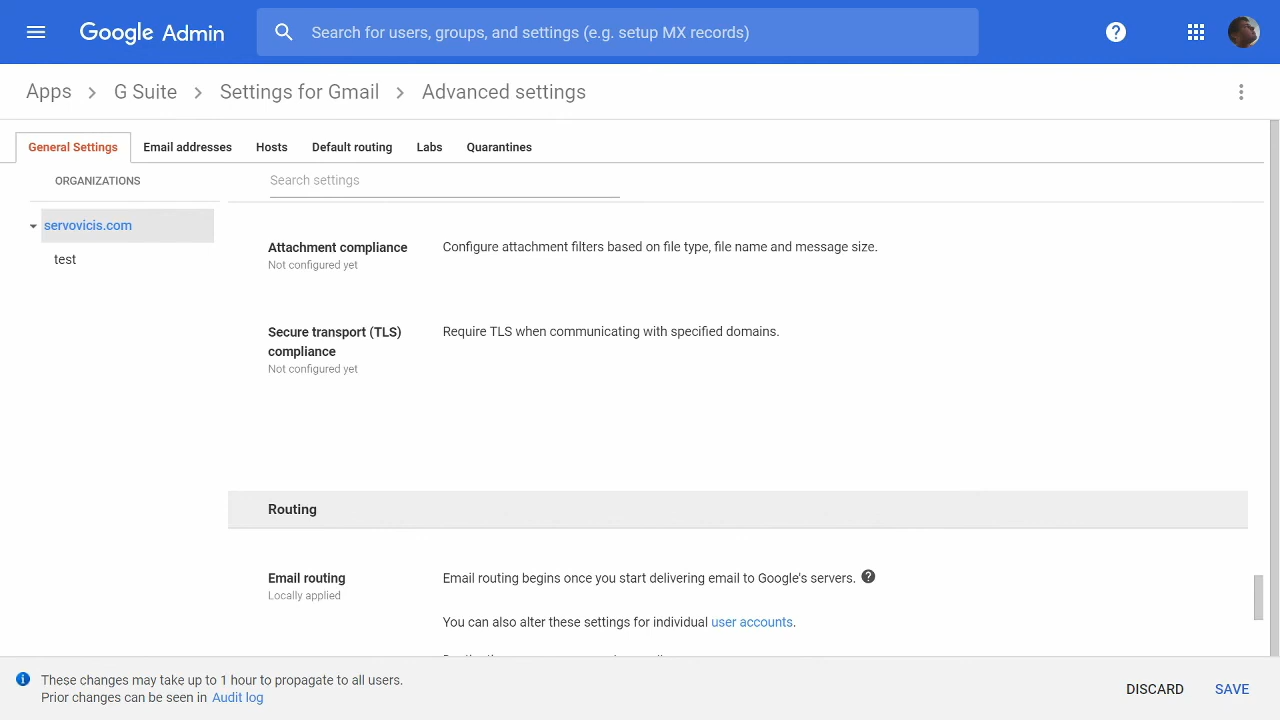 Google Admin
Search for users, groups, and settings (e.g. setup MX records)
Apps > G Suite > Settings for Gmail > Advanced settings
General Settings Email addresses Hosts Default routing Labs Quarantines
ORGANIZATIONS
Search settings
servovicis.com
test
Attachment compliance
Not configured yet
Configure attachment filters based on file type, file name and message size.
Secure transport (TLS)
compliance
Not configured yet
Require TLS when communicating with specified domains.
Routing
Email routing
Locally applied
Email routing begins once you start delivering email to Google's servers. ?
You can also alter these settings for individual user accounts.
These changes may take up to 1 hour to propagate to all users.
Prior changes can be seen in Audit log
DISCARD SAVE